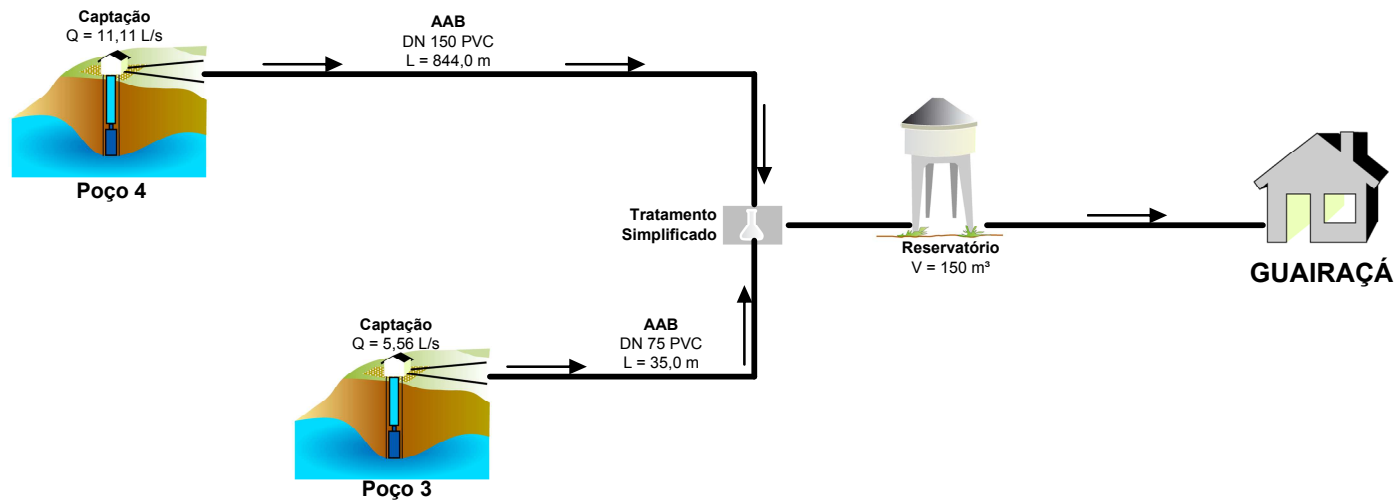 Captação
Q = 11,11 L/s
Poço 4
AAB
DN 150 PVC
L = 844,0 m
Tratamento
Simplificado
Reservatório
V = 150 m³
GUAIRAÇÁ
Captação
Q = 5,56 L/s
Poço 3
AAB
DN 75 PVC
L = 35,0 m